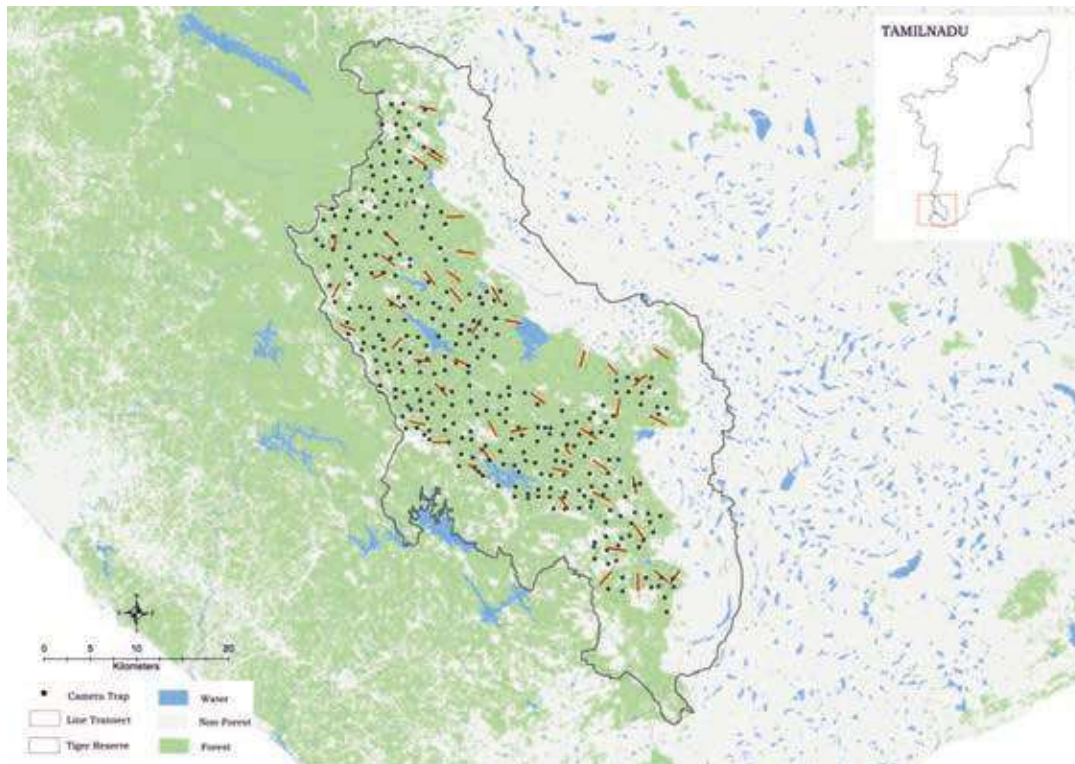 TAMILNADU
0 5 10 20
Kilometers
Camera Trap
Line Transect
Tiger Reserve
Water
Non-Forest
Forest